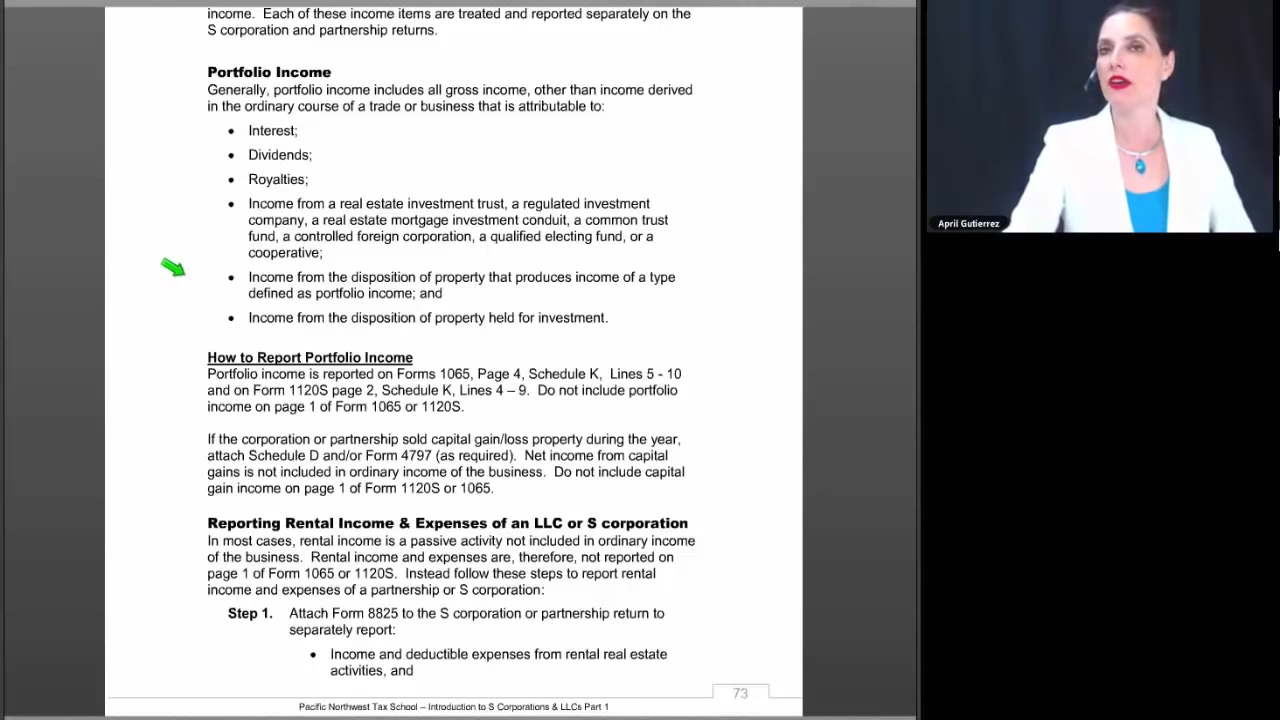 income. Each of these income items are treated and reported separately on the
S corporation and partnership returns.
Portfolio Income
Generally, portfolio income includes all gross income, other than income derived
in the ordinary course of a trade or business that is attributable to:
• Interest;
• Dividends;
• Royalties;
• Income from a real estate investment trust, a regulated investment
company, a real estate mortgage investment conduit, a common trust
fund, a controlled foreign corporation, a qualified electing fund, or a
cooperative;
• Income from the disposition of property that produces income of a type
defined as portfolio income; and
• Income from the disposition of property held for investment.
How to Report Portfolio Income
Portfolio income is reported on Forms 1065, Page 4, Schedule K, Lines 5 - 10
and on Form 1120S page 2, Schedule K, Lines 4 – 9. Do not include portfolio
income on page 1 of Form 1065 or 1120S.
If the corporation or partnership sold capital gain/loss property during the year,
attach Schedule D and/or Form 4797 (as required). Net income from capital
gains is not included in ordinary income of the business. Do not include capital
gain income on page 1 of Form 1120S or 1065.
Reporting Rental Income & Expenses of an LLC or S corporation
In most cases, rental income is a passive activity not included in ordinary income
of the business. Rental income and expenses are, therefore, not reported on
page 1 of Form 1065 or 1120S. Instead follow these steps to report rental
income and expenses of a partnership or S corporation:
Step 1. Attach Form 8825 to the S corporation or partnership return to
separately report:
• Income and deductible expenses from rental real estate
activities, and
73
Pacific Northwest Tax School – Introduction to S Corporations & LLCs Part 1
April Gutierrez